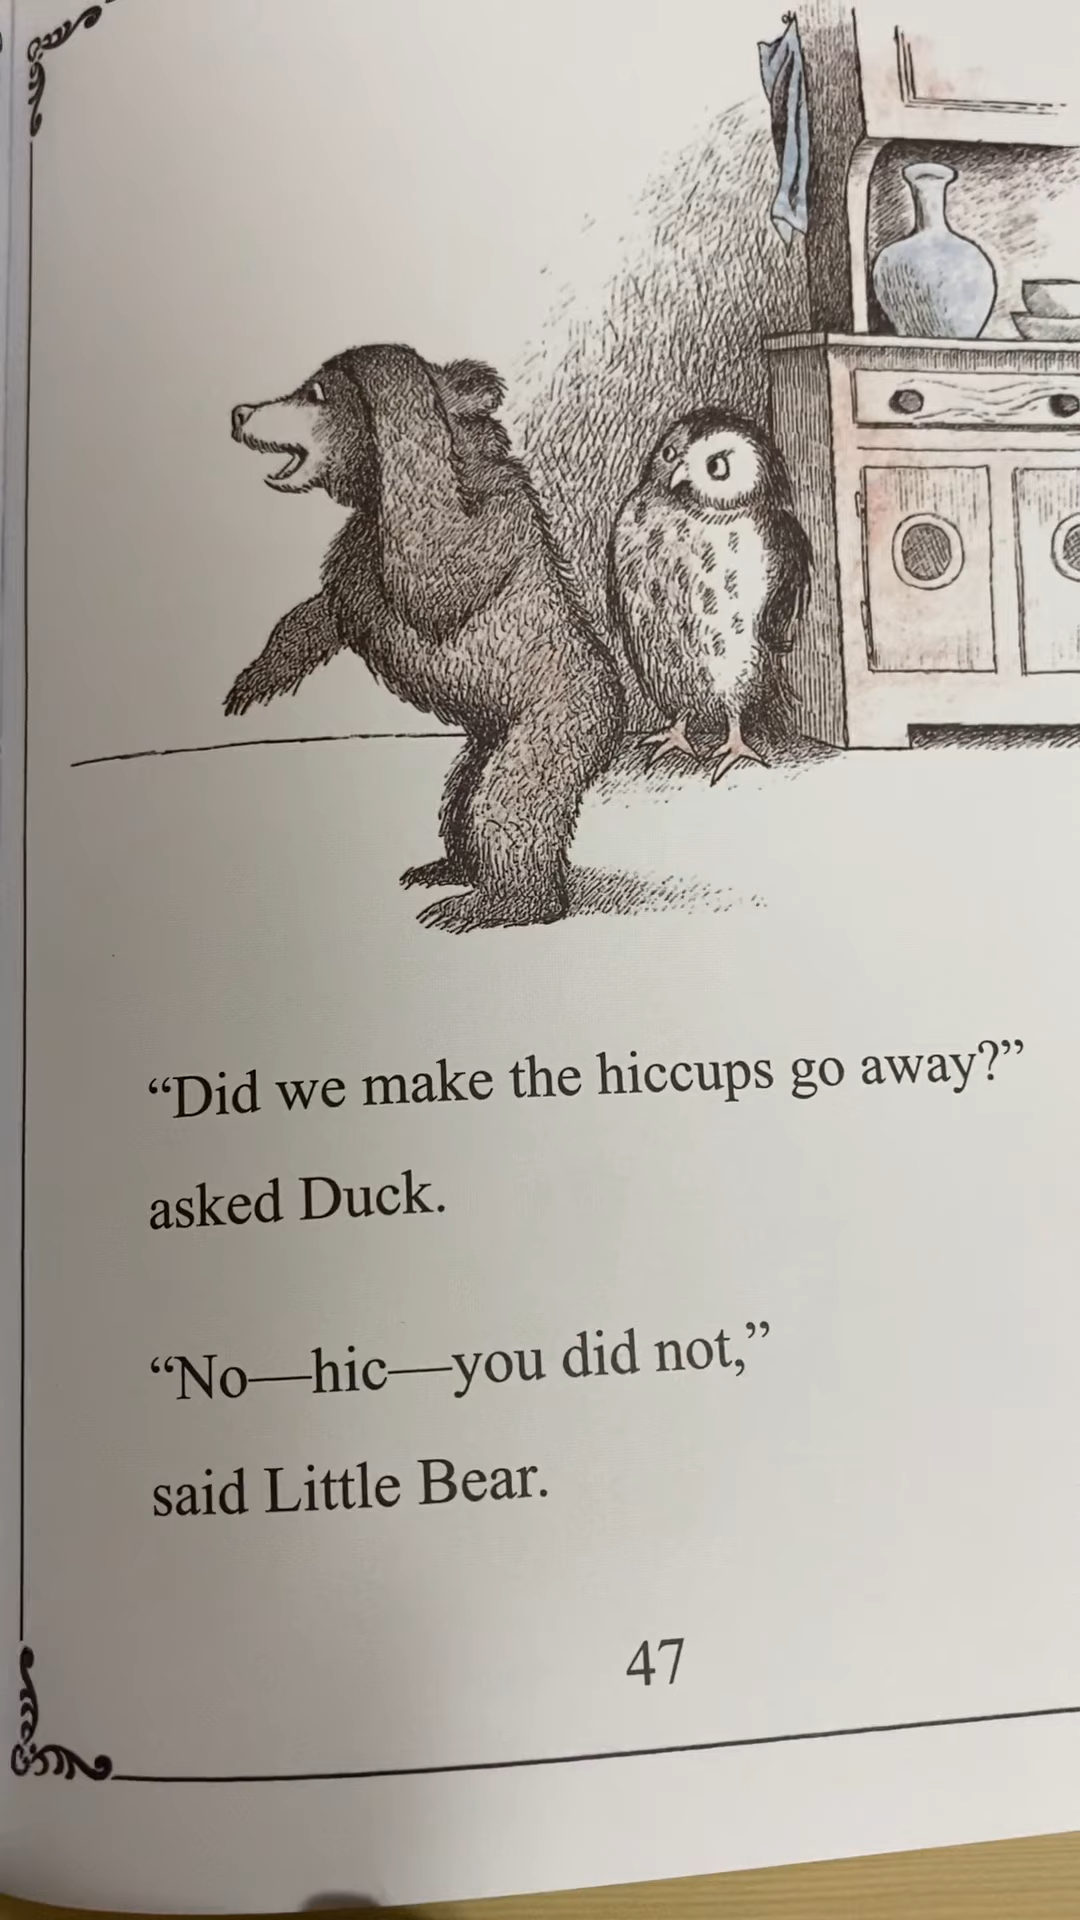 “Did we make the hiccups go away?”
asked Duck.
“No—hic—you did not,”
said Little Bear.
47